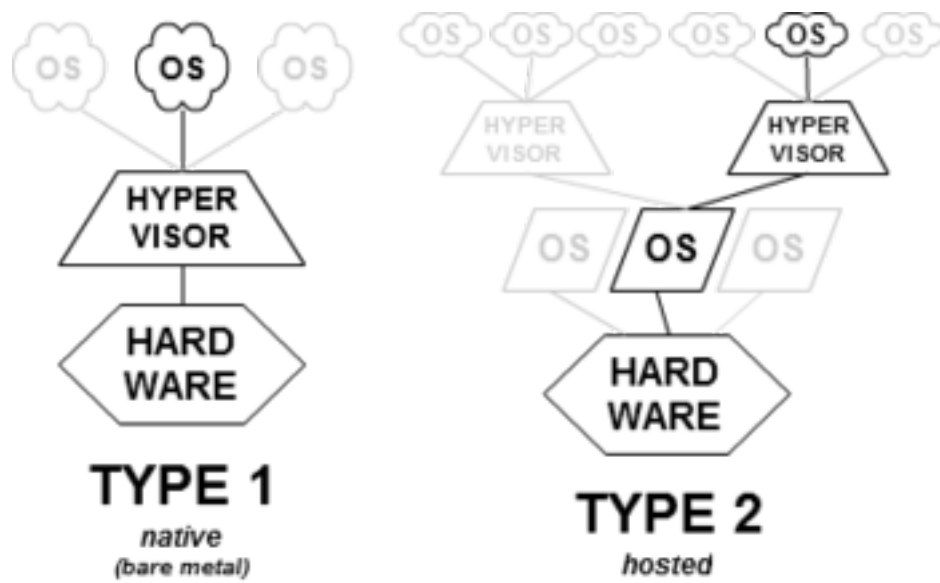 OS OS OS
HYPER
VISOR
HARD
WARE
TYPE 1
native
(bare metal)
OS OS OS OS OS OS
HYPER
VISOR
HYPER
VISOR
OS OS OS
HARD
WARE
TYPE 2
hosted